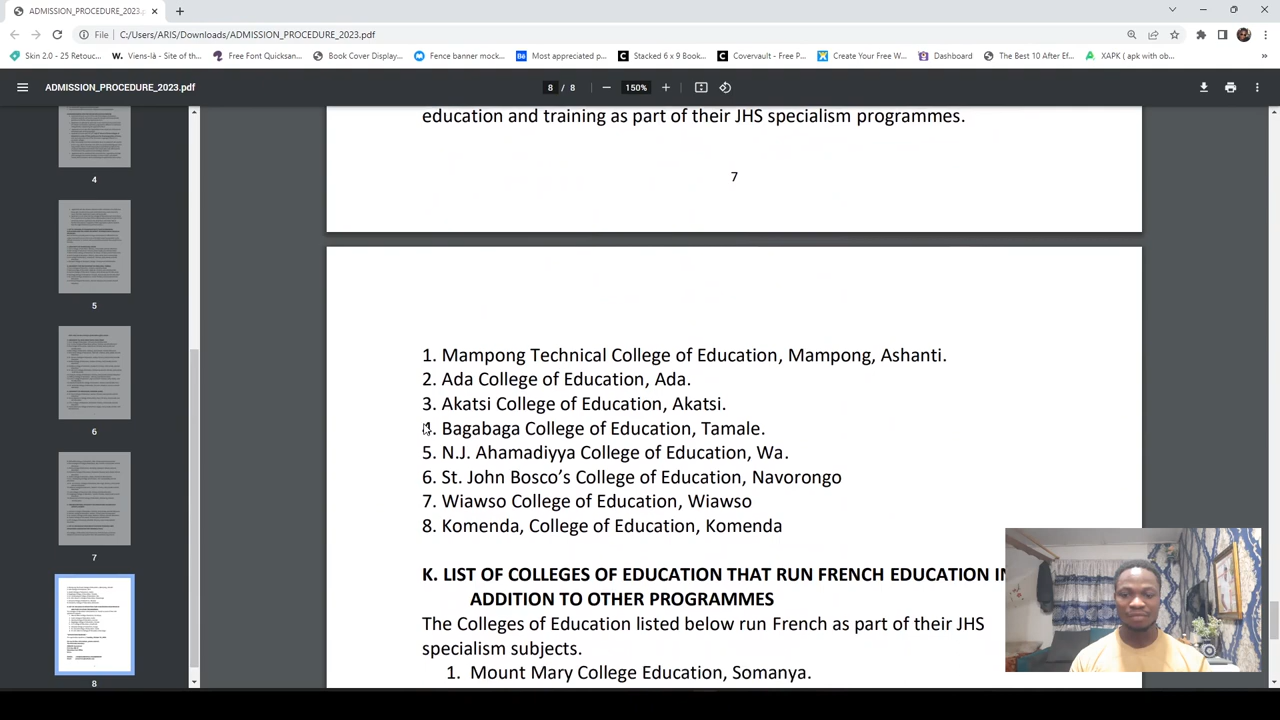 ADMISSION_PROCEDURE_2023.pdf
File C:/Users/ARIS/Downloads/ADMISSION_PROCEDURE_2023.pdf
Skin 2.0 - 25 Retouc... Viens-là - Site of th... Free Font Quicksan... Book Cover Display... Fence banner mock... Most appreciated p... Stacked 6 x 9 Book... Covervault - Free P... Create Your Free W... Dashboard The Best 10 After Ef... XAPK ( apk with ob...
ADMISSION_PROCEDURE_2023.pdf 8 / 8 150%
education and training as part of their JHS specialism programmes.
7
4
5
6
7
8
1. Mampong Technical College of Education, Mampong, Ashanti.
2. Ada College of Education, Ada.
3. Akatsi College of Education, Akatsi.
4. Bagabaga College of Education, Tamale.
5. N.J. Ahamadiyya College of Education, Wa.
6. St. John Bosco's College of Education, Navorongo
7. Wiawso College of Education, Wiawso
8. Komenda, College of Education, Komenda
K. LIST OF COLLEGES OF EDUCATION THAT RUN FRENCH EDUCATION IN
ADDITION TO OTHER PROGRAMMES
The Colleges of Education listed below run French as part of their JHS
specialism subjects.
1. Mount Mary College Education, Somanya.